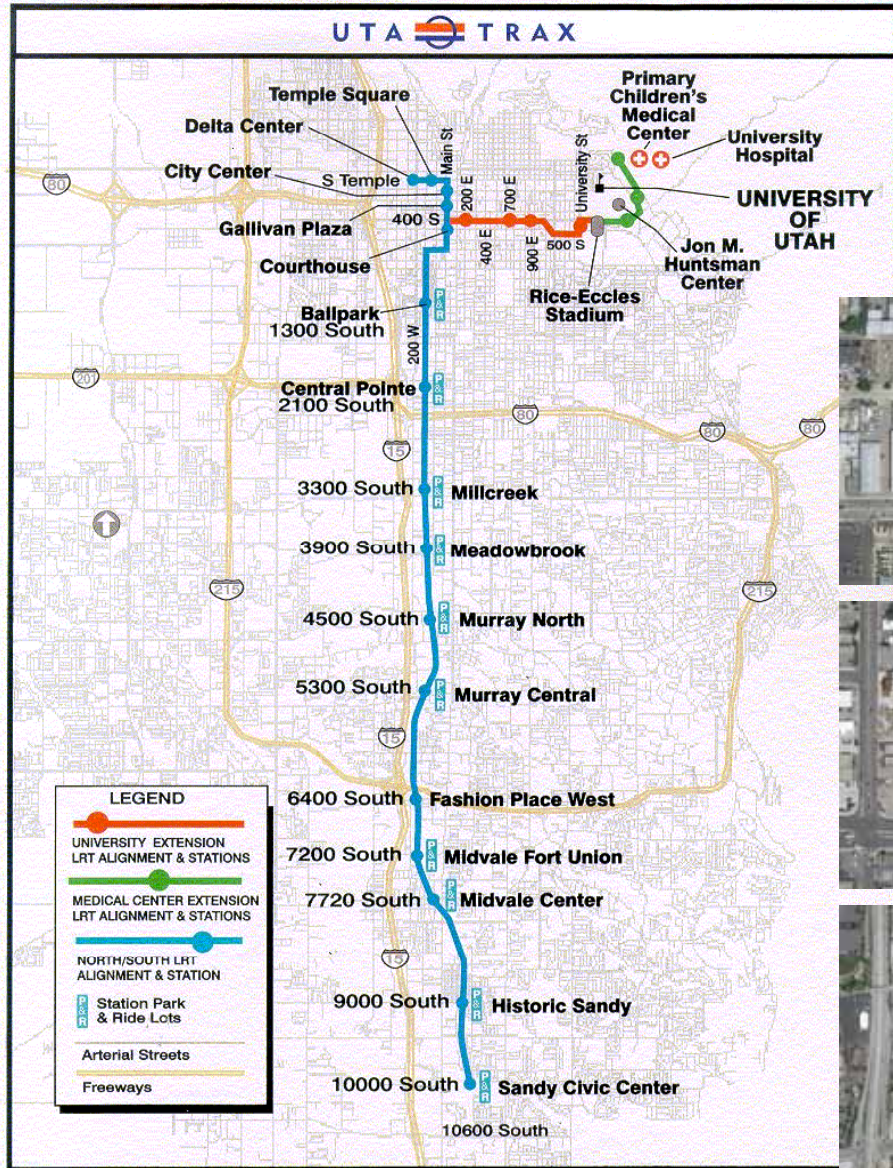 UTA TRAX
Temple Square
Delta Center
City Center
S Temple
Gallivan Plaza
400 S
Courthouse
Main St
200 E
400 E
700 E
900 E
500 S
University St
Primary
Children's
Medical
Center
University
Hospital
UNIVERSITY
OF
UTAH
Jon M.
Huntsman
Center
Rice-Eccles
Stadium
80
Ballpark
1300 South
P&R
200 W
201
Central Pointe
2100 South
P&R
80
80
80
15
3300 South
P&R
Millcreek
3900 South
P&R
Meadowbrook
215
215
4500 South
P&R
Murray North
5300 South
P&R
Murray Central
15
6400 South
Fashion Place West
7200 South
P&R
Midvale Fort Union
7720 South
P&R
Midvale Center
15
9000 South
P&R
Historic Sandy
10000 South
P&R
Sandy Civic Center
10600 South
LEGEND
UNIVERSITY EXTENSION
LRT ALIGNMENT & STATIONS
MEDICAL CENTER EXTENSION
LRT ALIGNMENT & STATIONS
NORTH/SOUTH LRT
ALIGNMENT & STATION
P&R
Station Park
& Ride Lots
Arterial Streets
Freeways